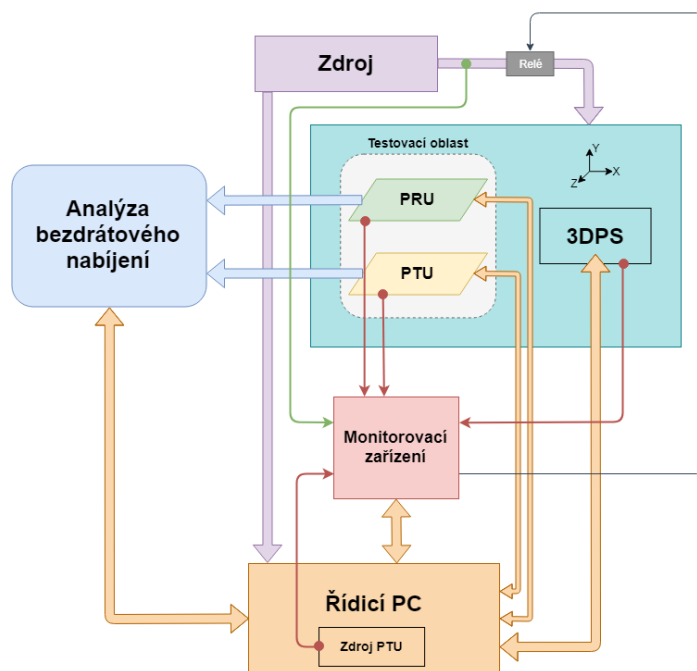 Zdroj
Relé
Testovací oblast
Y
X
Z
PRU
Analýza
bezdrátového
nabíjení
3DPS
PTU
Monitorovací
zařízení
Řídicí PC
Zdroj PTU